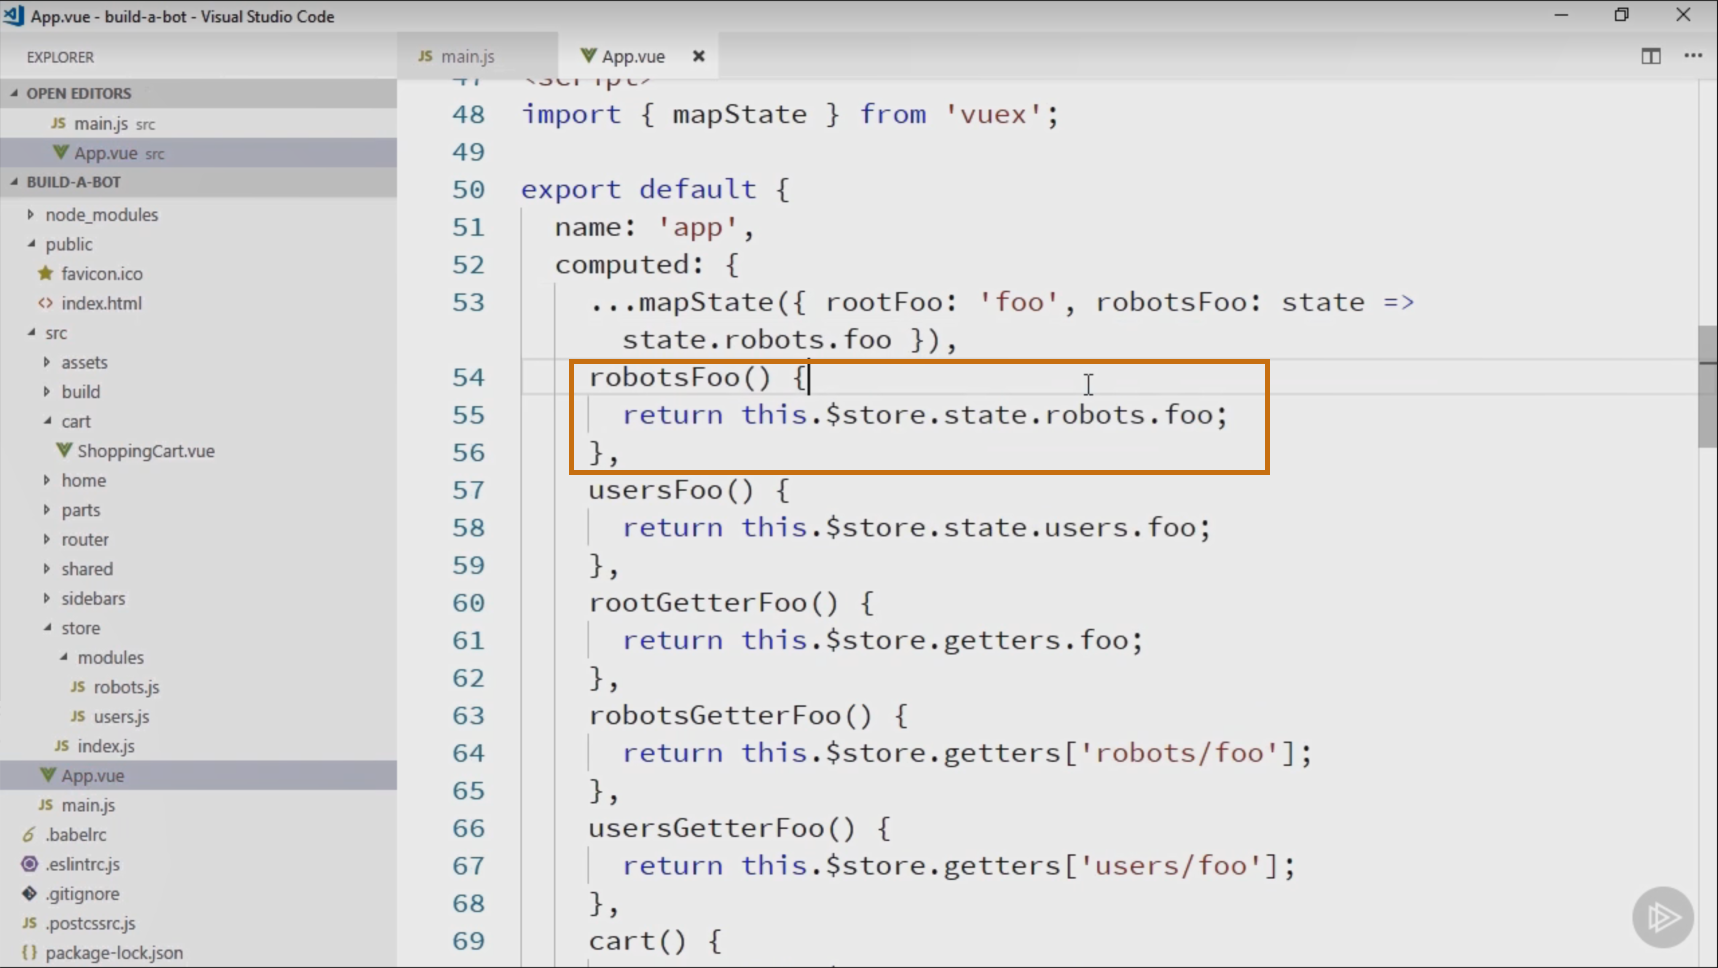 App.vue - build-a-bot - Visual Studio Code
EXPLORER
OPEN EDITORS
JS main.js src
App.vue src
BUILD-A-BOT
node_modules
public
favicon.ico
<> index.html
src
assets
build
cart
ShoppingCart.vue
home
parts
router
shared
sidebars
store
modules
JS robots.js
JS users.js
JS index.js
App.vue
JS main.js
.babelrc
.eslintrc.js
.gitignore
JS .postcssrc.js
{} package-lock.json
JS main.js
App.vue
47 <script>
48 import { mapState } from 'vuex';
49
50 export default {
51 name: 'app',
52 computed: {
53 ...mapState({ rootFoo: 'foo', robotsFoo: state =>
state.robots.foo }),
54 robotsFoo() {
55 return this.$store.state.robots.foo;
56 },
57 usersFoo() {
58 return this.$store.state.users.foo;
59 },
60 rootGetterFoo() {
61 return this.$store.getters.foo;
62 },
63 robotsGetterFoo() {
64 return this.$store.getters['robots/foo'];
65 },
66 usersGetterFoo() {
67 return this.$store.getters['users/foo'];
68 },
69 cart() {